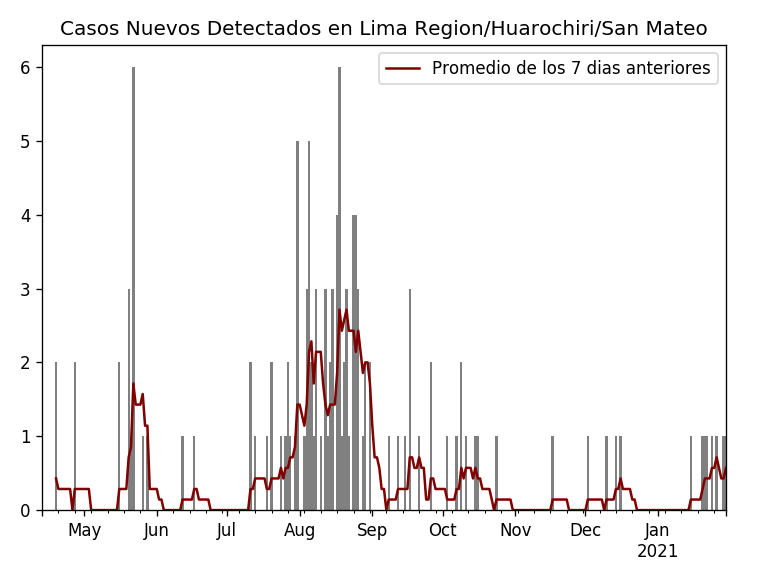 Casos Nuevos Detectados en Lima Region/Huarochiri/San Mateo
Promedio de los 7 dias anteriores
6
5
4
3
2
1
0
May Jun Jul Aug Sep Oct Nov Dec Jan
2021